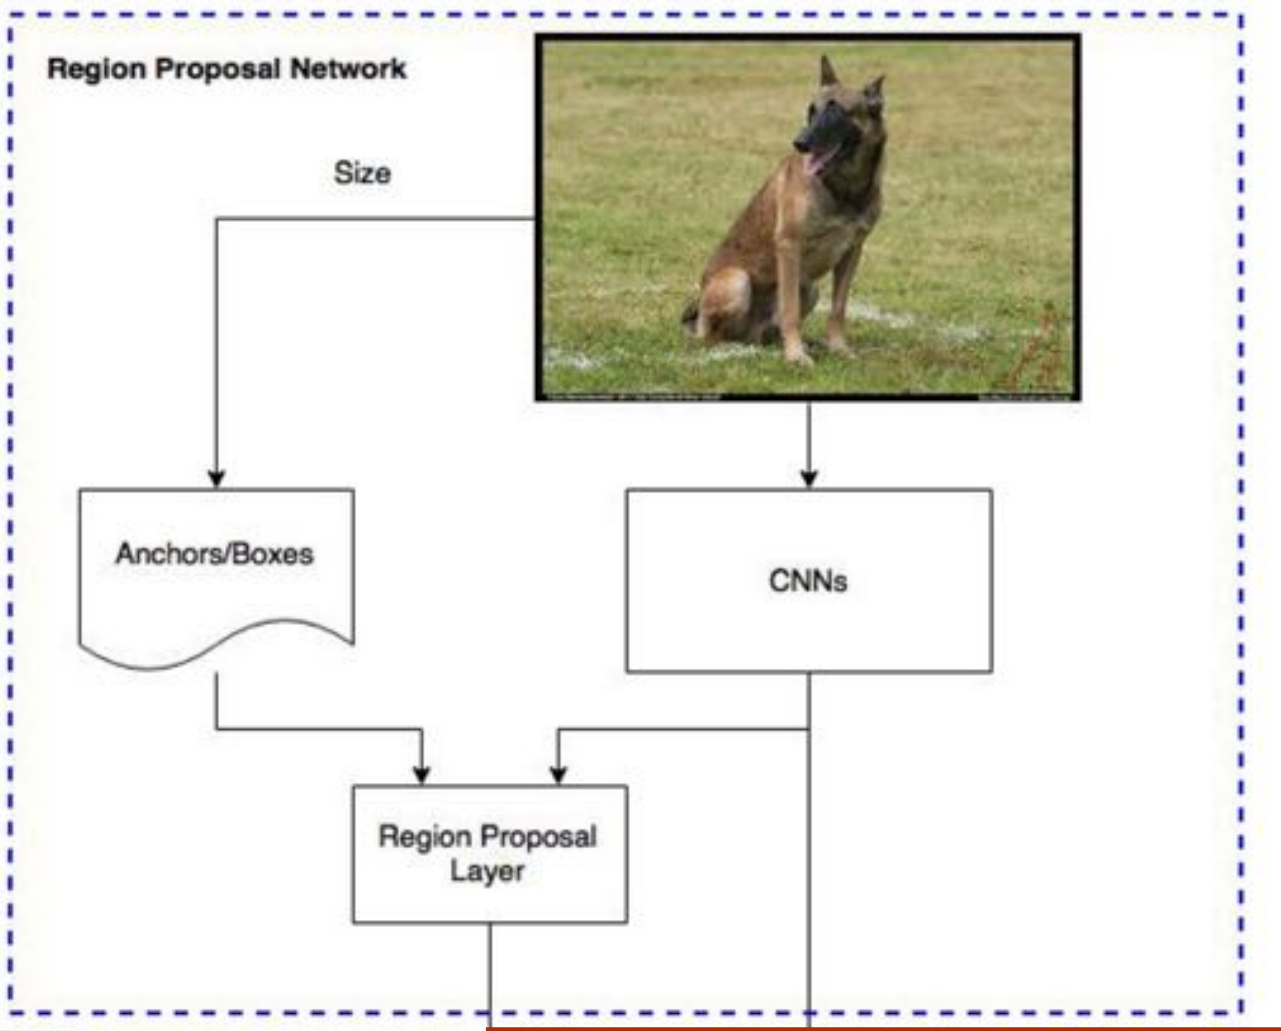 Region Proposal Network
Size
Anchors/Boxes
CNNs
Region Proposal
Layer